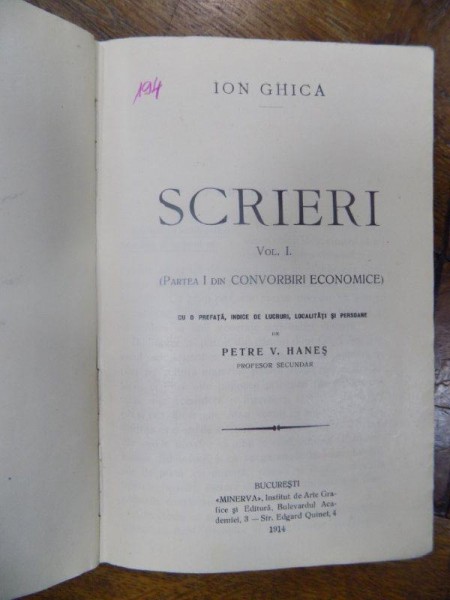 1914
ION GHICA
SCRIERI
VOL. I.
(PARTEA I DIN CONVORBIRI ECONOMICE)
CU O PREFAȚĂ, INDICE DE LUCRURI, LOCALITĂȚI ȘI PERSOANE
DE
PETRE V. HANEȘ
PROFESOR SECUNDAR
BUCUREȘTI
«MINERVA», Institut de Arte Gra-
fice și Editură, Bulevardul Aca-
demiei, 3 — Str. Edgard Quinet, 4
1914